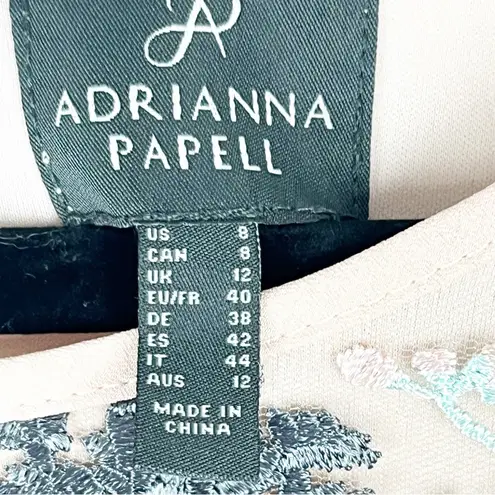 ADRIANNA
PAPELL
US 8
CAN 8
UK 12
EU/FR 40
DE 38
ES 42
IT 44
AUS 12
MADE IN
CHINA